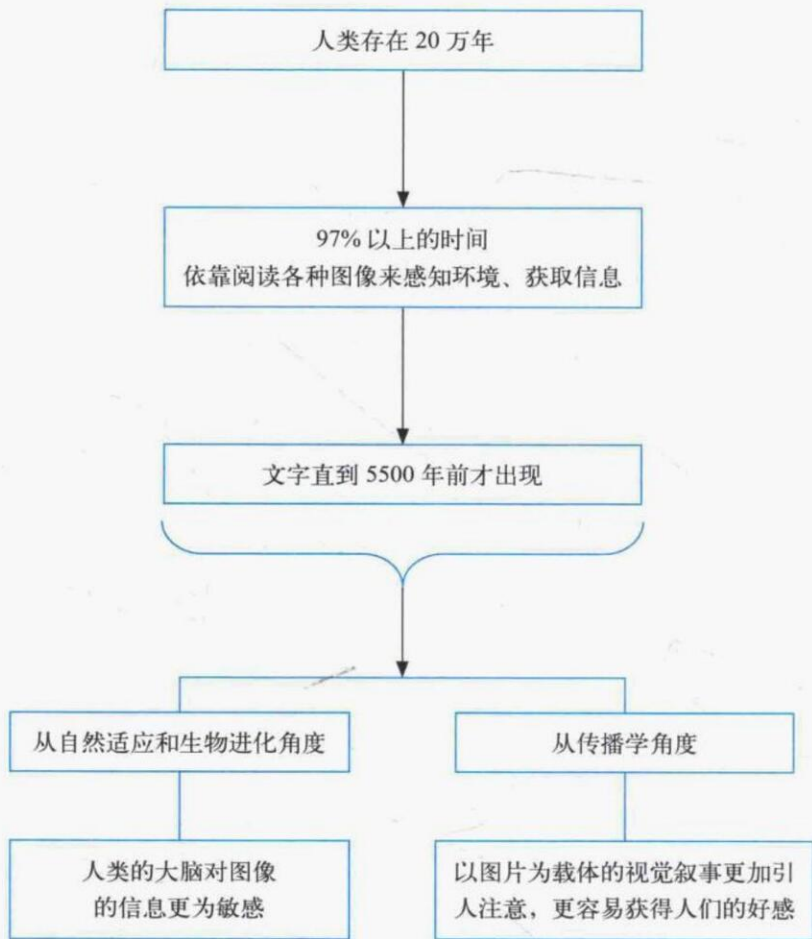 人类存在 20 万年
97% 以上的时间
依靠阅读各种图像来感知环境、获取信息
文字直到 5500 年前才出现
从自然适应和生物进化角度
从传播学角度
人类的大脑对图像
的信息更为敏感
以图片为载体的视觉叙事更加引
人注意，更容易获得人们的好感